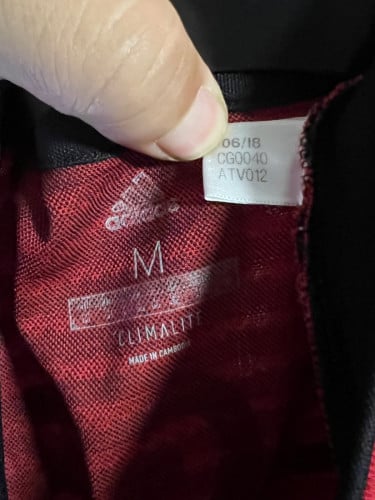 06/18
CG0040
ATV012
adidas
M
CLIMALITE
MADE IN CAMBODIA